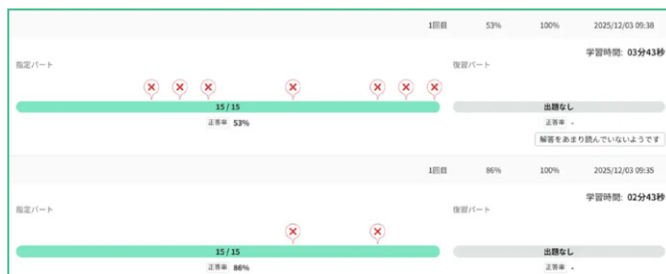 1回目 53% 100% 2025/12/03 09:38
学習時間: 03分43秒
指定パート 復習パート
15 / 15 出題なし
正答率 53% 正答率 -
解答をあまり読んでいないようです
1回目 86% 100% 2025/12/03 09:35
学習時間: 02分43秒
指定パート 復習パート
15 / 15 出題なし
正答率 86% 正答率 -